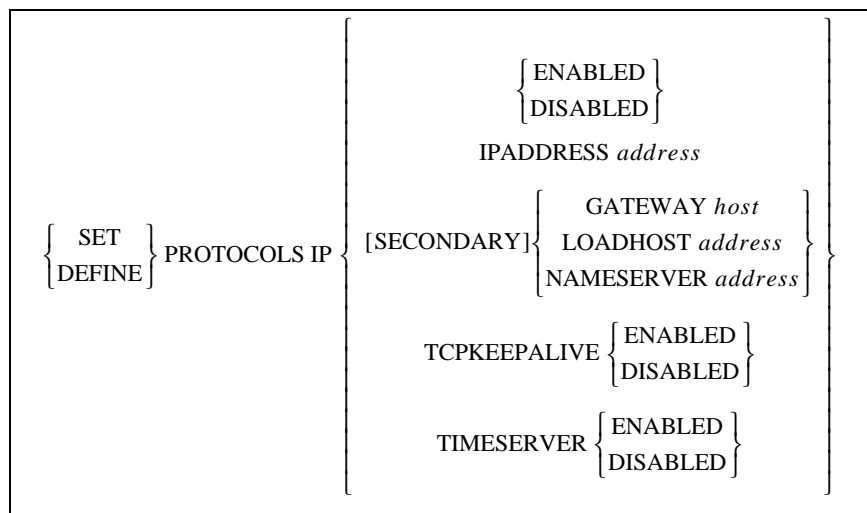 ENABLED
DISABLED
IPADDRESS address
SET
DEFINE
PROTOCOLS IP
[SECONDARY]
GATEWAY host
LOADHOST address
NAMESERVER address
TCPKEEPALIVE
ENABLED
DISABLED
TIMESERVER
ENABLED
DISABLED